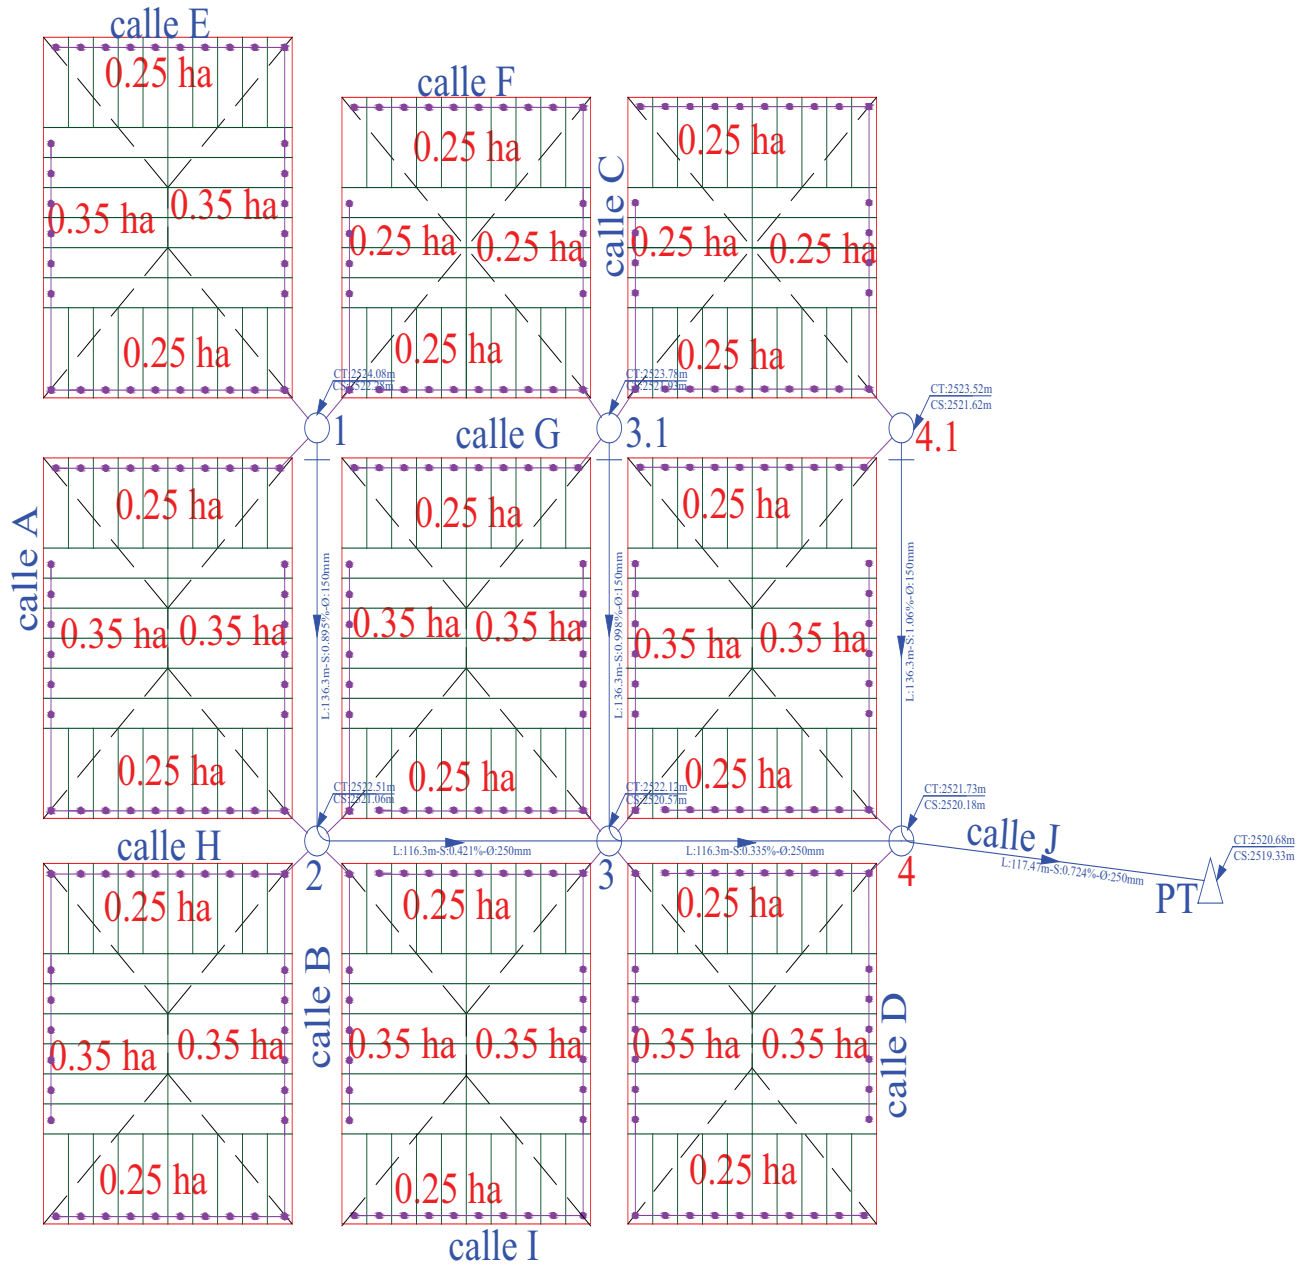 calle E
0.25 ha
0.35 ha
0.35 ha
0.25 ha
calle F
0.25 ha
0.25 ha
0.25 ha
0.25 ha
calle C
0.25 ha
0.25 ha
0.25 ha
0.25 ha
CT:2524.08m
CS:2522.28m
1
calle G
CT:2523.78m
CS:2521.93m
3.1
CT:2523.52m
CS:2521.62m
4.1
calle A
0.25 ha
0.35 ha
0.35 ha
0.25 ha
L:136.3m-S:0.895%-Ø:150mm
0.25 ha
0.35 ha
0.35 ha
0.25 ha
L:136.3m-S:0.998%-Ø:150mm
0.25 ha
0.35 ha
0.35 ha
0.25 ha
L:136.3m-S:1.06%-Ø:150mm
CT:2522.51m
CS:2521.06m
CT:2522.12m
CS:2520.57m
CT:2521.73m
CS:2520.18m
calle H
2
L:116.3m-S:0.421%-Ø:250mm
3
L:116.3m-S:0.335%-Ø:250mm
4
calle J
L:117.47m-S:0.724%-Ø:250mm
CT:2520.68m
CS:2519.33m
PT
0.25 ha
0.35 ha
0.35 ha
0.25 ha
calle B
0.25 ha
0.35 ha
0.35 ha
0.25 ha
0.25 ha
0.35 ha
0.35 ha
0.25 ha
calle D
calle I